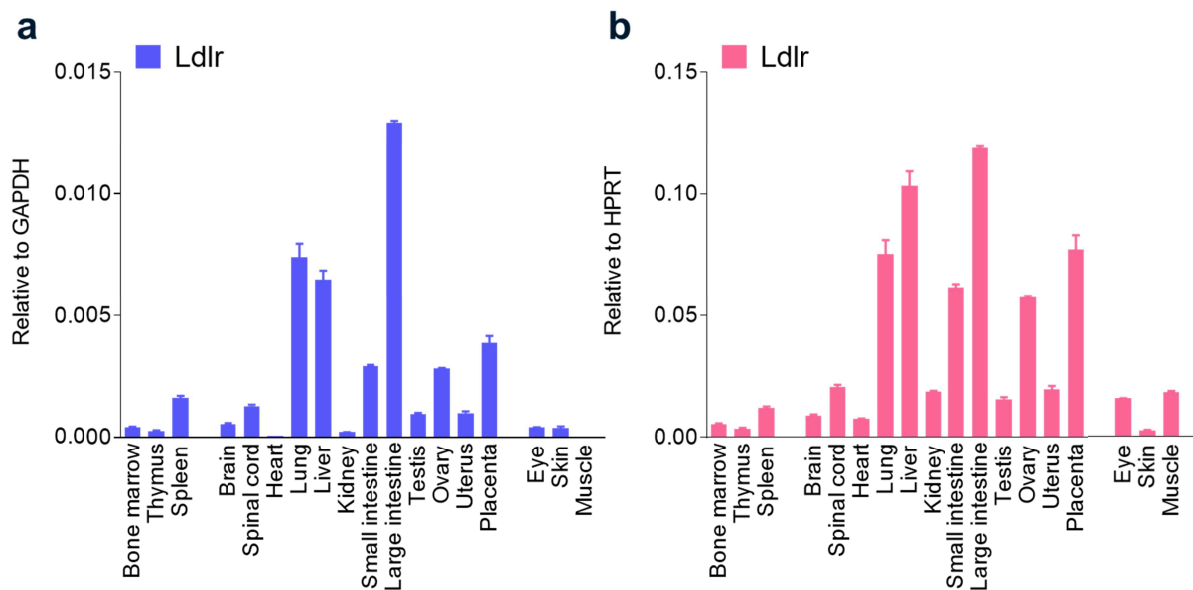 a
Ldlr
0.015
0.010
0.005
0.000
Relative to GAPDH
Bone marrow
Thymus
Spleen
Brain
Spinal cord
Heart
Lung
Liver
Kidney
Small intestine
Large intestine
Testis
Ovary
Uterus
Placenta
Eye
Skin
Muscle
b
Ldlr
0.15
0.10
0.05
0.00
Relative to HPRT
Bone marrow
Thymus
Spleen
Brain
Spinal cord
Heart
Lung
Liver
Kidney
Small intestine
Large intestine
Testis
Ovary
Uterus
Placenta
Eye
Skin
Muscle